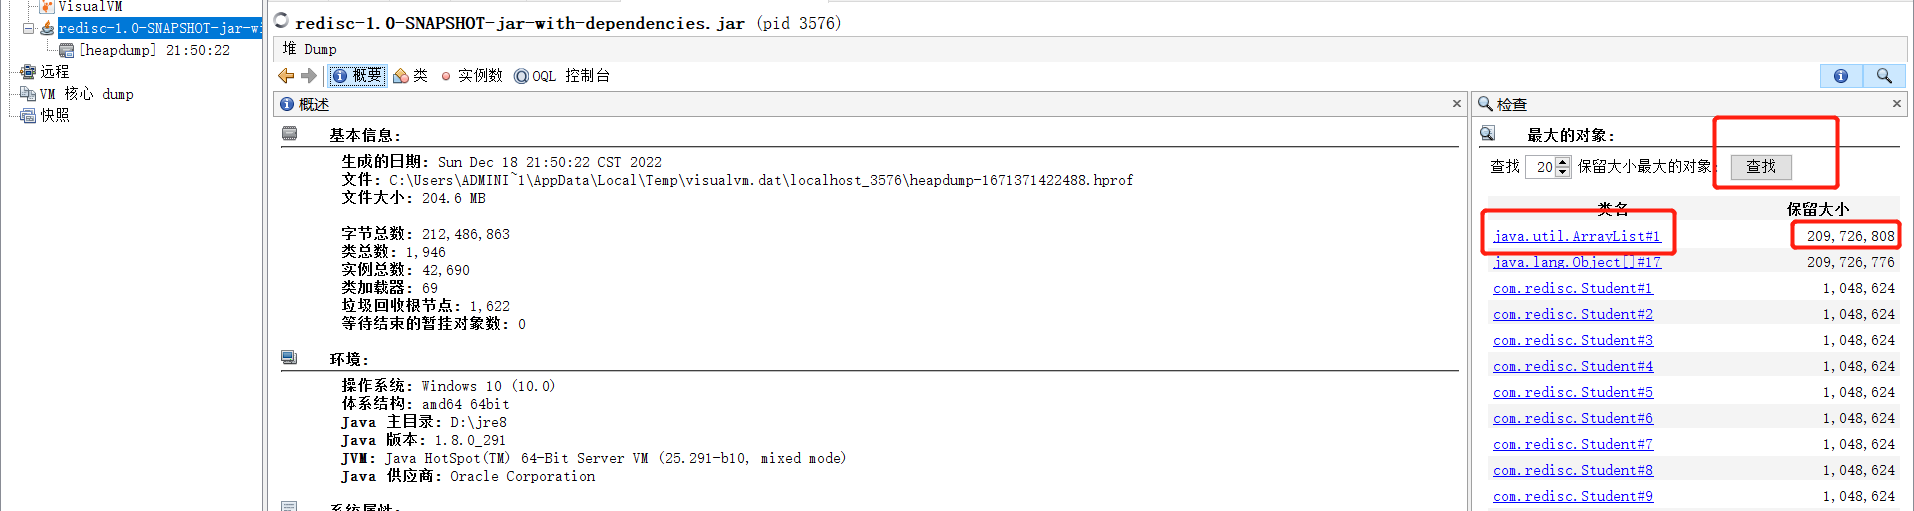 VisualVM
redisc-1.0-SNAPSHOT-jar-wi
[heapdump] 21:50:22
远程
VM 核心 dump
快照
redisc-1.0-SNAPSHOT-jar-with-dependencies.jar (pid 3576)
堆 Dump
概要 类 实例数 OQL 控制台
概述
基本信息:
生成的日期: Sun Dec 18 21:50:22 CST 2022
文件: C:\Users\ADMINI~1\AppData\Local\Temp\visualvm.dat\localhost_3576\heapdump-1671371422488.hprof
文件大小: 204.6 MB
字节总数: 212,486,863
类总数: 1,946
实例总数: 42,690
类加载器: 69
垃圾回收根节点: 1,622
等待结束的暂挂对象数: 0
环境:
操作系统: Windows 10 (10.0)
体系结构: amd64 64bit
Java 主目录: D:\jre8
Java 版本: 1.8.0_291
JVM: Java HotSpot(TM) 64-Bit Server VM (25.291-b10, mixed mode)
Java 供应商: Oracle Corporation
系统属性:
检查
最大的对象:
查找 20 保留大小最大的对象: 查找
类名 保留大小
java.util.ArrayList#1 209,726,808
java.lang.Object[]#17 209,726,776
com.redisc.Student#1 1,048,624
com.redisc.Student#2 1,048,624
com.redisc.Student#3 1,048,624
com.redisc.Student#4 1,048,624
com.redisc.Student#5 1,048,624
com.redisc.Student#6 1,048,624
com.redisc.Student#7 1,048,624
com.redisc.Student#8 1,048,624
com.redisc.Student#9 1,048,624